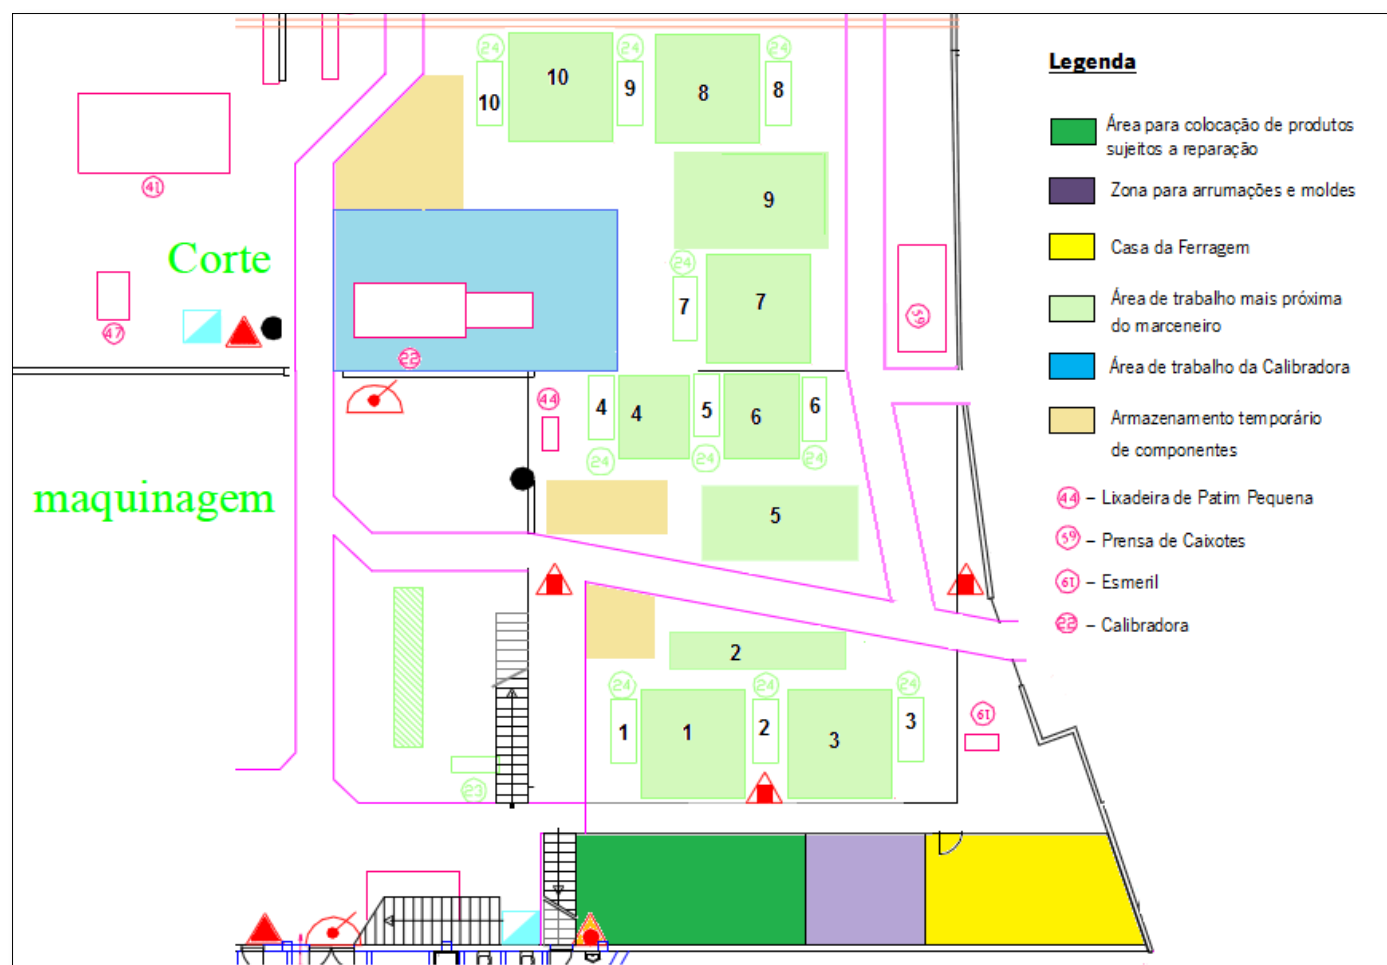 24
24
24
10
10
9
8
8
41
9
Corte
24
7
7
59
47
22
44
4
4
5
6
6
24
24
24
maquinagem
5
2
24
24
24
1
1
2
3
3
61
23
Legenda
Área para colocação de produtos
sujeitos a reparação
Zona para arrumações e moldes
Casa da Ferragem
Área de trabalho mais próxima
do marceneiro
Área de trabalho da Calibradora
Armazenamento temporário
de componentes
44 – Lixadeira de Patim Pequena
59 – Prensa de Caixotes
61 – Esmeril
22 – Calibradora